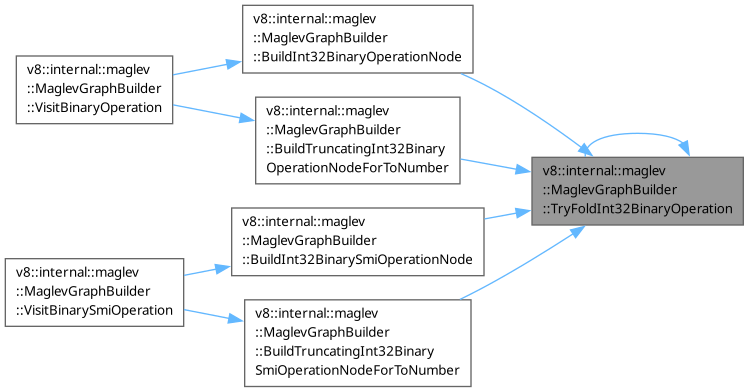 v8::internal::maglev
::MaglevGraphBuilder
::VisitBinaryOperation
v8::internal::maglev
::MaglevGraphBuilder
::BuildInt32BinaryOperationNode
v8::internal::maglev
::MaglevGraphBuilder
::BuildTruncatingInt32Binary
OperationNodeForToNumber
v8::internal::maglev
::MaglevGraphBuilder
::TryFoldInt32BinaryOperation
v8::internal::maglev
::MaglevGraphBuilder
::BuildInt32BinarySmiOperationNode
v8::internal::maglev
::MaglevGraphBuilder
::VisitBinarySmiOperation
v8::internal::maglev
::MaglevGraphBuilder
::BuildTruncatingInt32Binary
SmiOperationNodeForToNumber